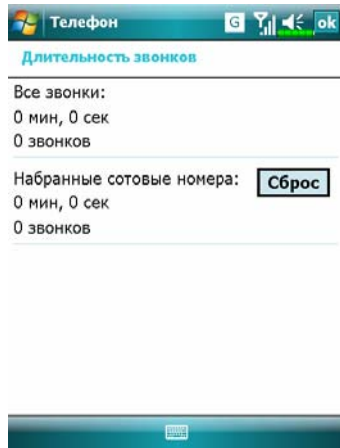 Телефон G ok
Длительность звонков
Все звонки:
0 мин, 0 сек
0 звонков
Набранные сотовые номера: Сброс
0 мин, 0 сек
0 звонков